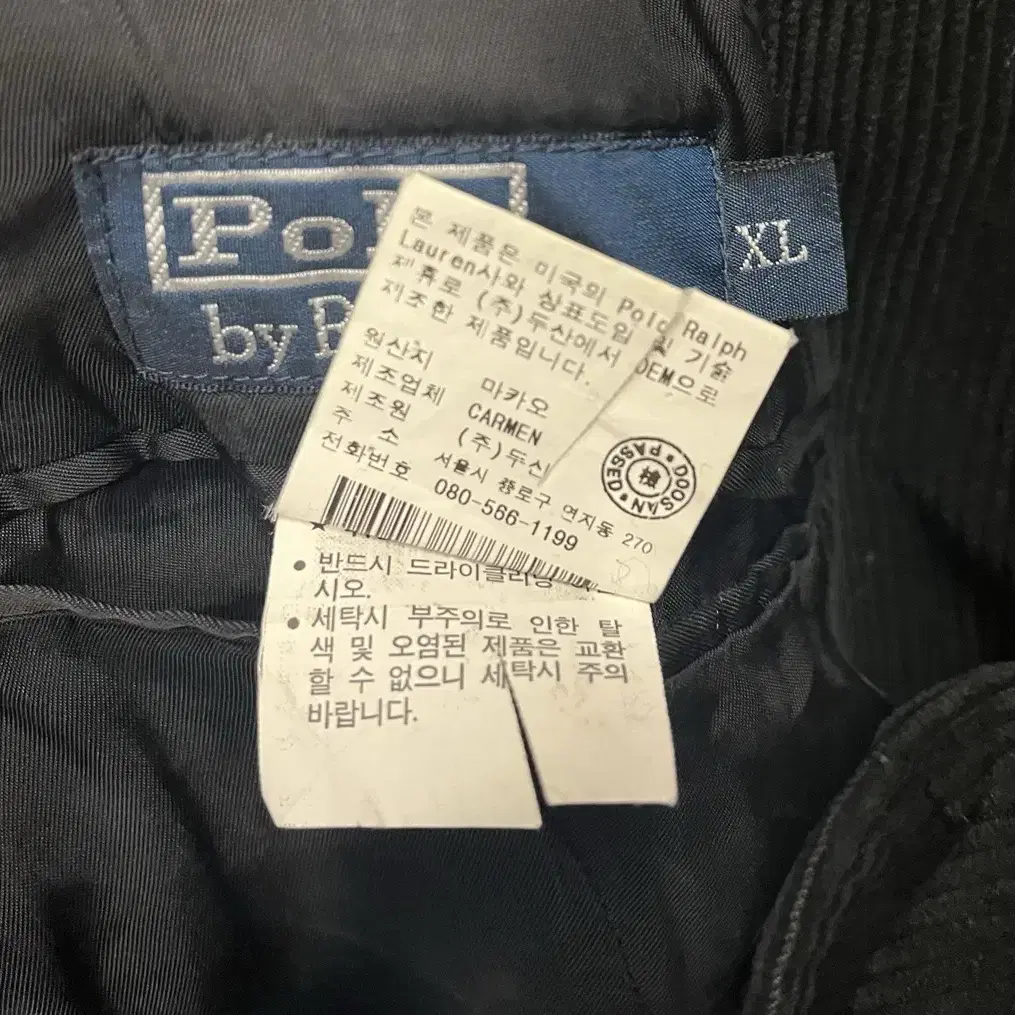 Polo
by
XL
본 제품은 미국의 Polo Ralph
Lauren사와 상표도입 및 기술
제휴로 (주)두산에서 OEM으로
제조한 제품입니다.
원산지 마카오
제조업체 CARMEN
제조원 (주)두산
주 소 서울시 종로구 연지동 270
전화번호 080-566-1199
DOOSAN • PASSED •
檢
• 반드시 드라이클리닝
시오.
• 세탁시 부주의로 인한 탈
색 및 오염된 제품은 교환
할 수 없으니 세탁시 주의
바랍니다.